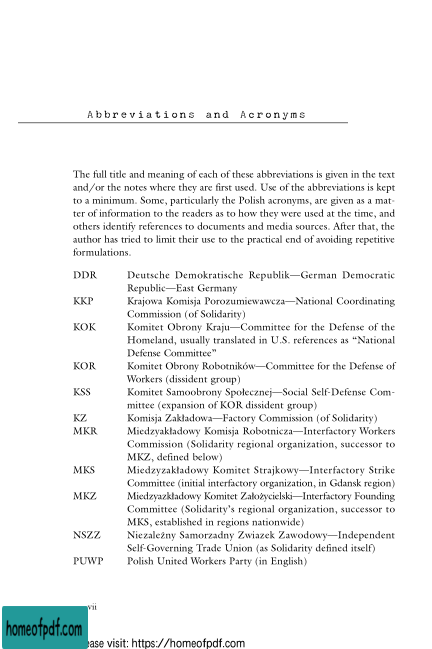 Abbreviations and Acronyms
The full title and meaning of each of these abbreviations is given in the text
and/or the notes where they are first used. Use of the abbreviations is kept
to a minimum. Some, particularly the Polish acronyms, are given as a mat-
ter of information to the readers as to how they were used at the time, and
others identify references to documents and media sources. After that, the
author has tried to limit their use to the practical end of avoiding repetitive
formulations.
DDR Deutsche Demokratische Republik—German Democratic
Republic—East Germany
KKP Krajowa Komisja Porozumiewawcza—National Coordinating
Commission (of Solidarity)
KOK Komitet Obrony Kraju—Committee for the Defense of the
Homeland, usually translated in U.S. references as “National
Defense Committee”
KOR Komitet Obrony Robotników—Committee for the Defense of
Workers (dissident group)
KSS Komitet Samoobrony Społecznej—Social Self-Defense Com-
mittee (expansion of KOR dissident group)
KZ Komisja Zakładowa—Factory Commission (of Solidarity)
MKR Miedzyakładowy Komisja Robotnicza—Interfactory Workers
Commission (Solidarity regional organization, successor to
MKZ, defined below)
MKS Miedzyzakładowy Komitet Strajkowy—Interfactory Strike
Committee (initial interfactory organization, in Gdansk region)
MKZ Miedzyazkładowy Komitet Założycielski—Interfactory Founding
Committee (Solidarity’s regional organization, successor to
MKS, established in regions nationwide)
NSZZ Niezależny Samorzadny Zwiazek Zawodowy—Independent
Self-Governing Trade Union (as Solidarity defined itself)
PUWP Polish United Workers Party (in English)
vii
homeofpdf.com
ease visit: https://homeofpdf.com